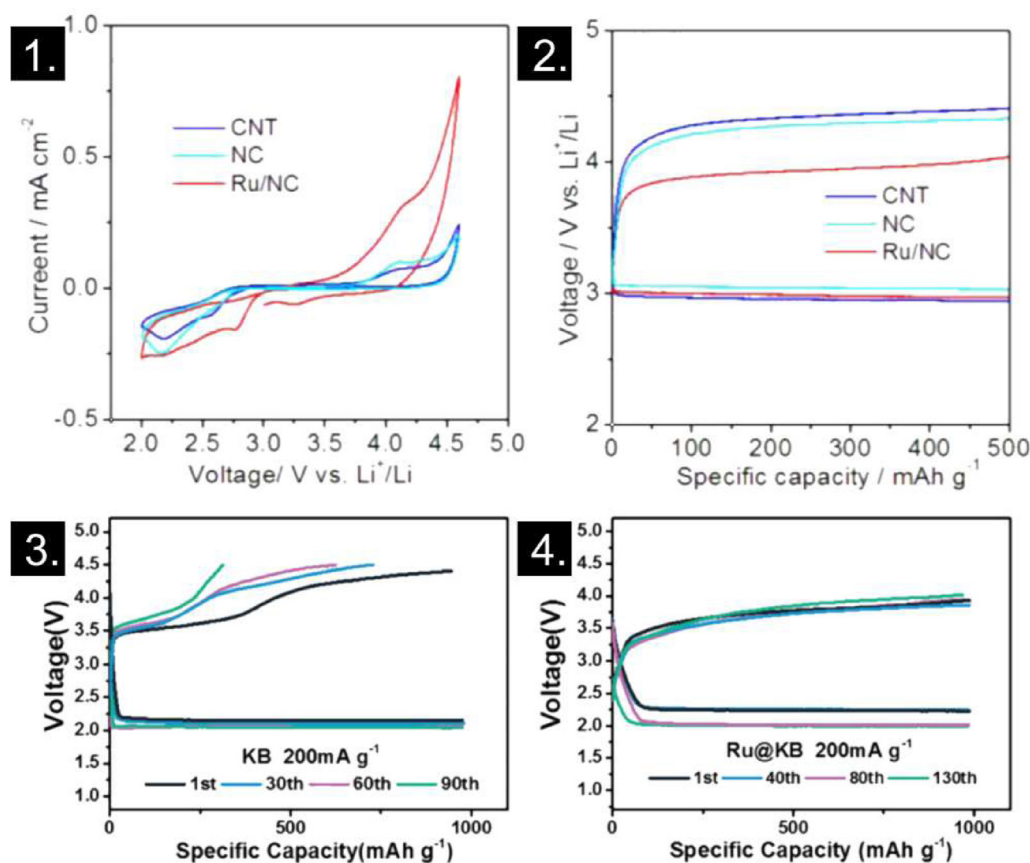 1.
1.0
0.5
0.0
-0.5
Curreent / mA cm⁻²
CNT
NC
Ru/NC
2.0 2.5 3.0 3.5 4.0 4.5 5.0
Voltage/ V vs. Li⁺/Li
2.
5
4
3
2
Voltage / V vs. Li⁺/Li
CNT
NC
Ru/NC
0 100 200 300 400 500
Specific capacity / mAh g⁻¹
3.
5.0
4.5
4.0
3.5
3.0
2.5
2.0
1.5
1.0
Voltage(V)
KB 200mA g⁻¹
1st 30th 60th 90th
0 500 1000
Specific Capacity(mAh g⁻¹)
4.
5.0
4.5
4.0
3.5
3.0
2.5
2.0
1.5
1.0
Voltage(V)
Ru@KB 200mA g⁻¹
1st 40th 80th 130th
0 500 1000
Specific Capacity (mAh g⁻¹)